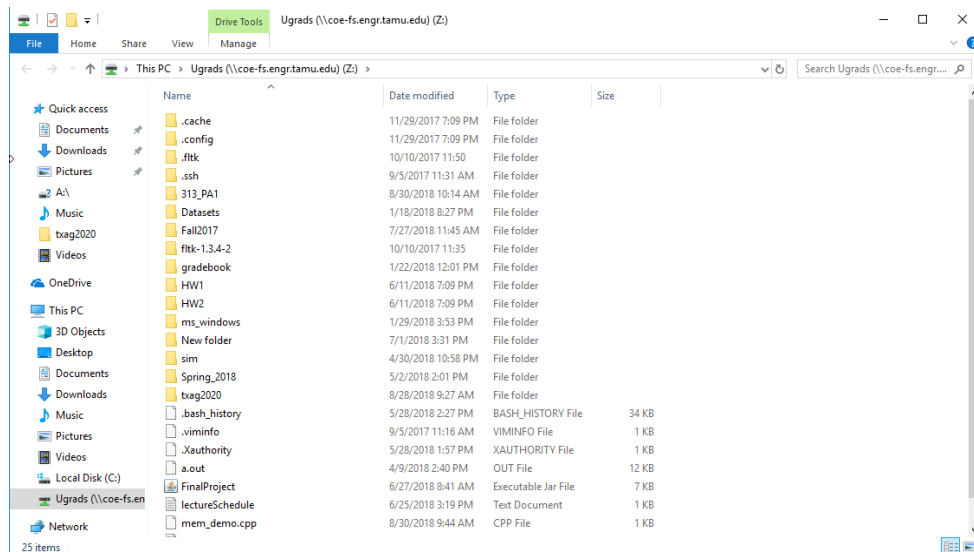 Drive Tools Ugrads (\\coe-fs.engr.tamu.edu) (Z:)
File Home Share View Manage
This PC > Ugrads (\\coe-fs.engr.tamu.edu) (Z:) > Search Ugrads (\\coe-fs.engr....
Name Date modified Type Size
Quick access
Documents
Downloads
Pictures
A:\
Music
txag2020
Videos
OneDrive
This PC
3D Objects
Desktop
Documents
Downloads
Music
Pictures
Videos
Local Disk (C:)
Ugrads (\\coe-fs.en
Network
.cache 11/29/2017 7:09 PM File folder
.config 11/29/2017 7:09 PM File folder
.fltk 10/10/2017 11:50 File folder
.ssh 9/5/2017 11:31 AM File folder
313_PA1 8/30/2018 10:14 AM File folder
Datasets 1/18/2018 8:27 PM File folder
Fall2017 7/27/2018 11:45 AM File folder
fltk-1.3.4-2 10/10/2017 11:35 File folder
gradebook 1/22/2018 12:01 PM File folder
HW1 6/11/2018 7:09 PM File folder
HW2 6/11/2018 7:09 PM File folder
ms_windows 1/29/2018 3:53 PM File folder
New folder 7/1/2018 3:31 PM File folder
sim 4/30/2018 10:58 PM File folder
Spring_2018 5/2/2018 2:01 PM File folder
txag2020 8/28/2018 9:27 AM File folder
.bash_history 5/28/2018 2:27 PM BASH_HISTORY File 34 KB
.viminfo 9/5/2017 11:16 AM VIMINFO File 1 KB
.Xauthority 5/28/2018 1:57 PM XAUTHORITY File 1 KB
a.out 4/9/2018 2:40 PM OUT File 12 KB
FinalProject 6/27/2018 8:41 AM Executable Jar File 7 KB
lectureSchedule 6/25/2018 3:19 PM Text Document 1 KB
mem_demo.cpp 8/30/2018 9:44 AM CPP File 1 KB
25 items